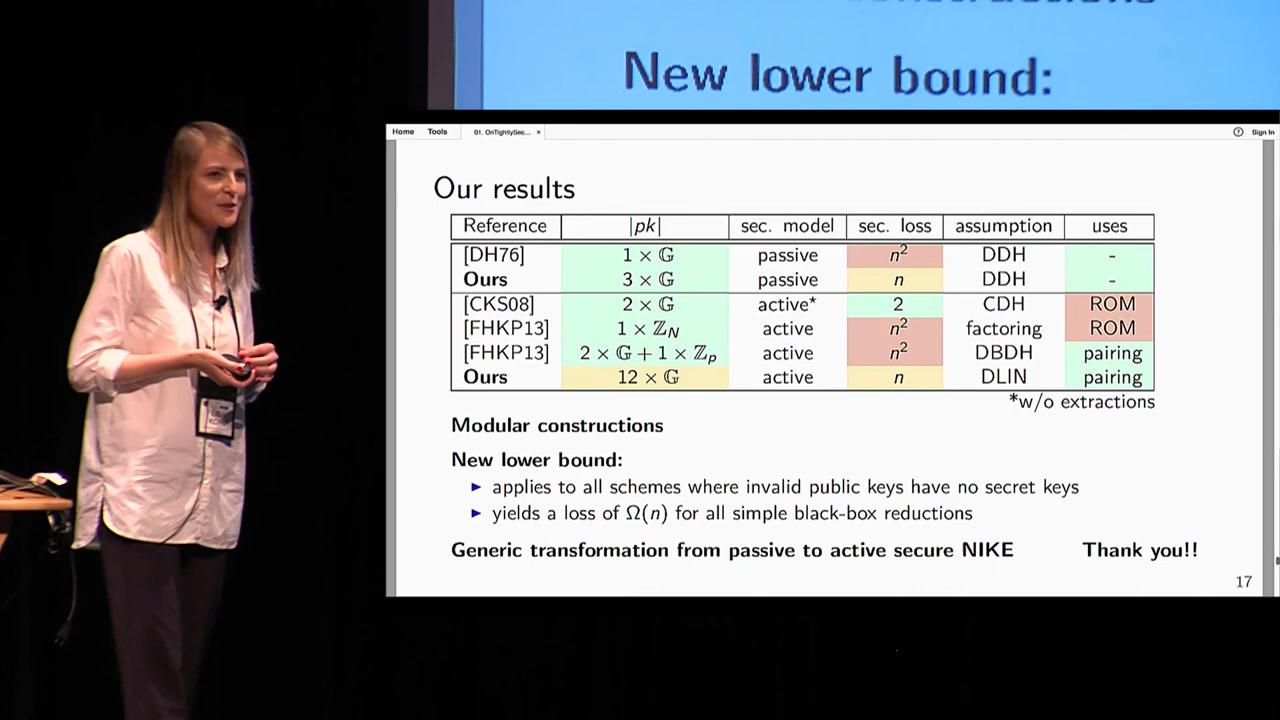 New lower bound:
Home Tools 01. OnTightlySec... × ? Sign In
Our results
Reference |pk| sec. model sec. loss assumption uses
[DH76] 1 × 𝔾 passive n² DDH -
Ours 3 × 𝔾 passive n DDH -
[CKS08] 2 × 𝔾 active* 2 CDH ROM
[FHKP13] 1 × ℤ_N active n² factoring ROM
[FHKP13] 2 × 𝔾 + 1 × ℤ_p active n² DBDH pairing
Ours 12 × 𝔾 active n DLIN pairing
*w/o extractions
Modular constructions
New lower bound:
▶ applies to all schemes where invalid public keys have no secret keys
▶ yields a loss of Ω(n) for all simple black-box reductions
Generic transformation from passive to active secure NIKE Thank you!!
17